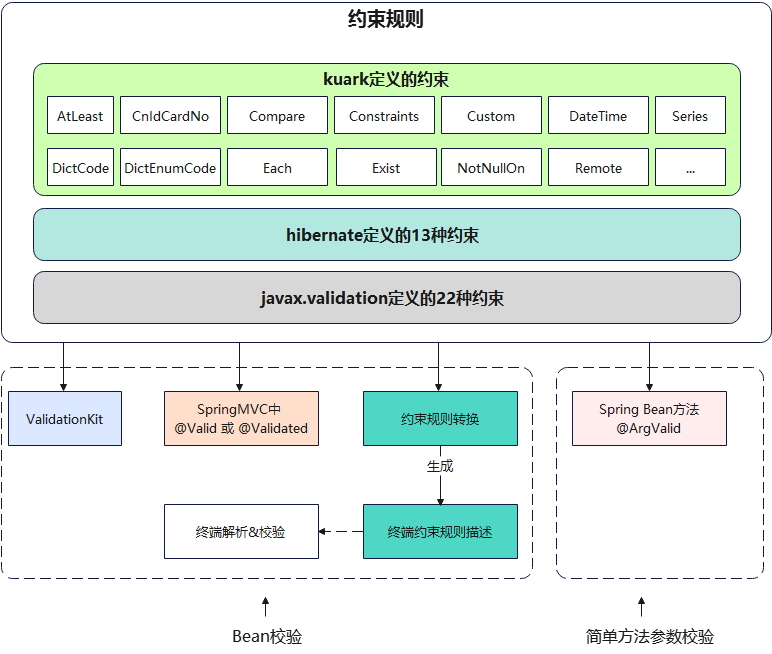 约束规则
kuark定义的约束
AtLeast
CnIdCardNo
Compare
Constraints
Custom
DateTime
Series
DictCode
DictEnumCode
Each
Exist
NotNullOn
Remote
...
hibernate定义的13种约束
javax.validation定义的22种约束
ValidationKit
SpringMVC中
@Valid 或 @Validated
约束规则转换
Spring Bean方法
@ArgValid
生成
终端解析&校验
终端约束规则描述
Bean校验
简单方法参数校验